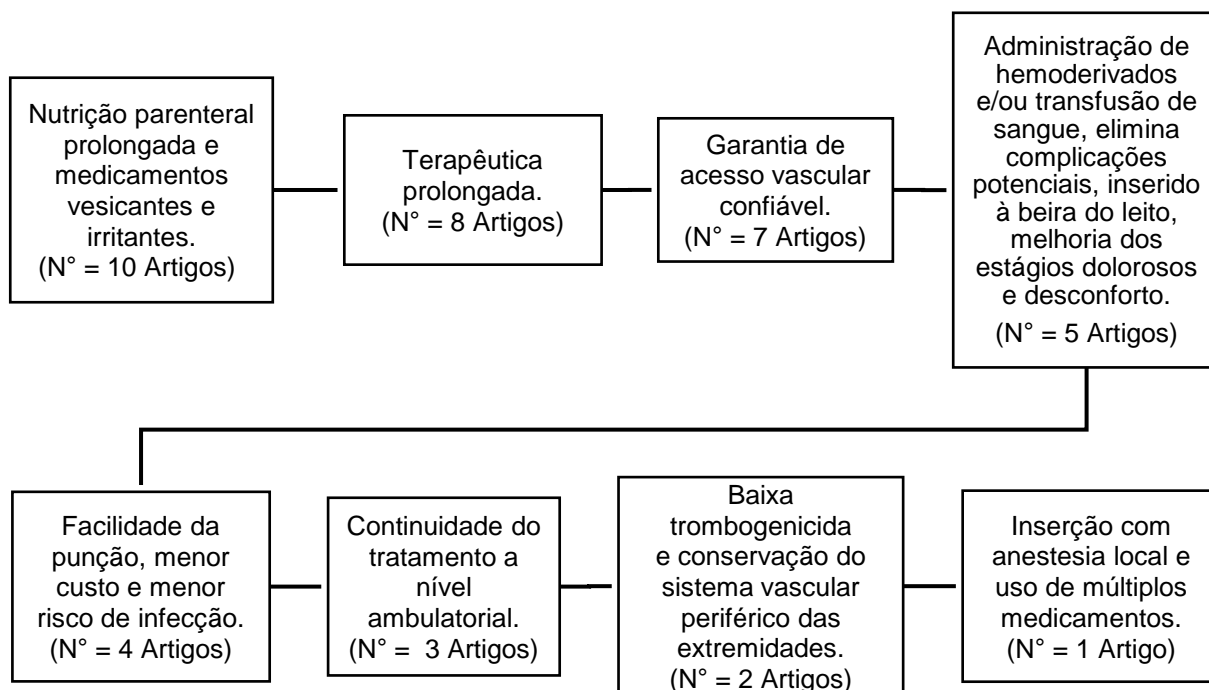 Nutrição parenteral
prolongada e
medicamentos
vesicantes e
irritantes.
(N° = 10 Artigos)
Terapêutica
prolongada.
(N° = 8 Artigos)
Garantia de
acesso vascular
confiável.
(N° = 7 Artigos)
Administração de
hemoderivados
e/ou transfusão de
sangue, elimina
complicações
potenciais, inserido
à beira do leito,
melhoria dos
estágios dolorosos
e desconforto.
(N° = 5 Artigos)
Facilidade da
punção, menor
custo e menor
risco de infecção.
(N° = 4 Artigos)
Continuidade do
tratamento a
nível
ambulatorial.
(N° =  3 Artigos)
Baixa
trombogenicida
e conservação do
sistema vascular
periférico das
extremidades.
(N° = 2 Artigos)
Inserção com
anestesia local e
uso de múltiplos
medicamentos.
(N° = 1 Artigo)